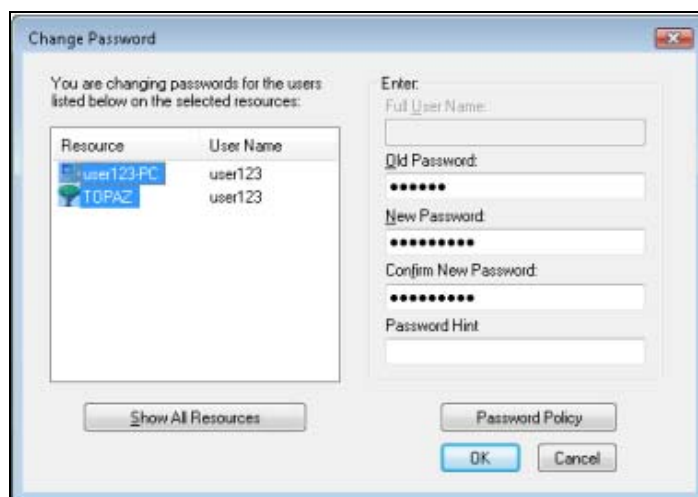 Change Password
You are changing passwords for the users
listed below on the selected resources:
Resource User Name
user123-PC user123
TOPAZ user123
Show All Resources
Enter:
Full User Name:
Old Password:
●●●●●●
New Password:
●●●●●●●●●
Confirm New Password:
●●●●●●●●●
Password Hint
Password Policy
OK Cancel